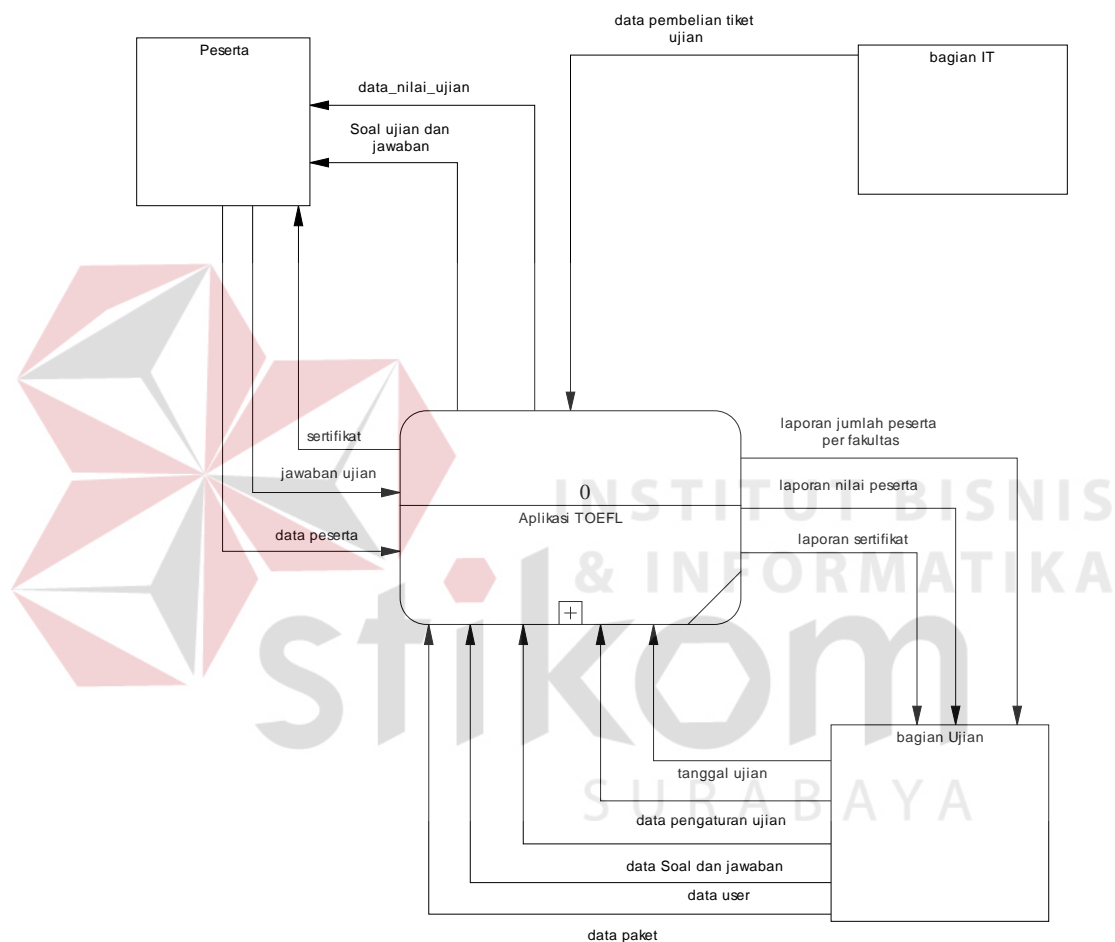 data pembelian tiket
ujian
Peserta
bagian IT
data_nilai_ujian
Soal ujian dan
jawaban
sertifikat
laporan jumlah peserta
per fakultas
jawaban ujian
laporan nilai peserta
0
INSTITUT BISNIS
Aplikasi TOEFL
data peserta
laporan sertifikat
& INFORMATIKA
+
stikom
bagian Ujian
tanggal ujian
SURABAYA
data pengaturan ujian
data Soal dan jawaban
data user
data paket